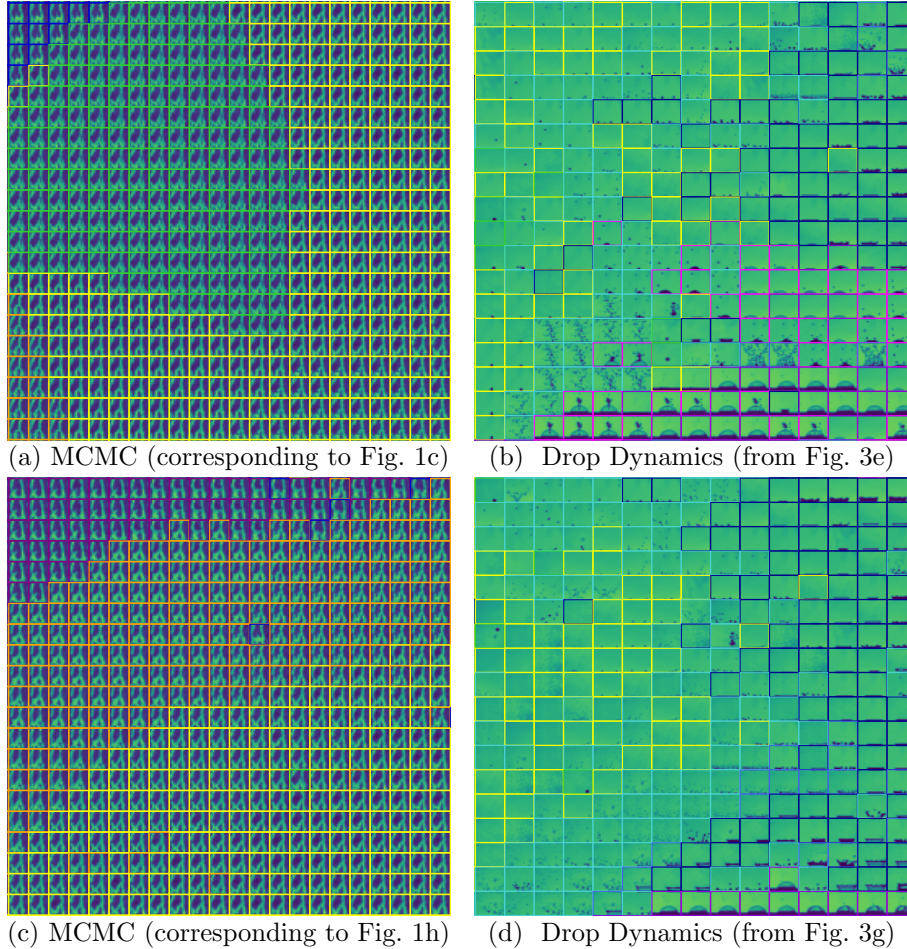 (a) MCMC (corresponding to Fig. 1c)
(b) Drop Dynamics (from Fig. 3e)
(c) MCMC (corresponding to Fig. 1h)
(d) Drop Dynamics (from Fig. 3g)